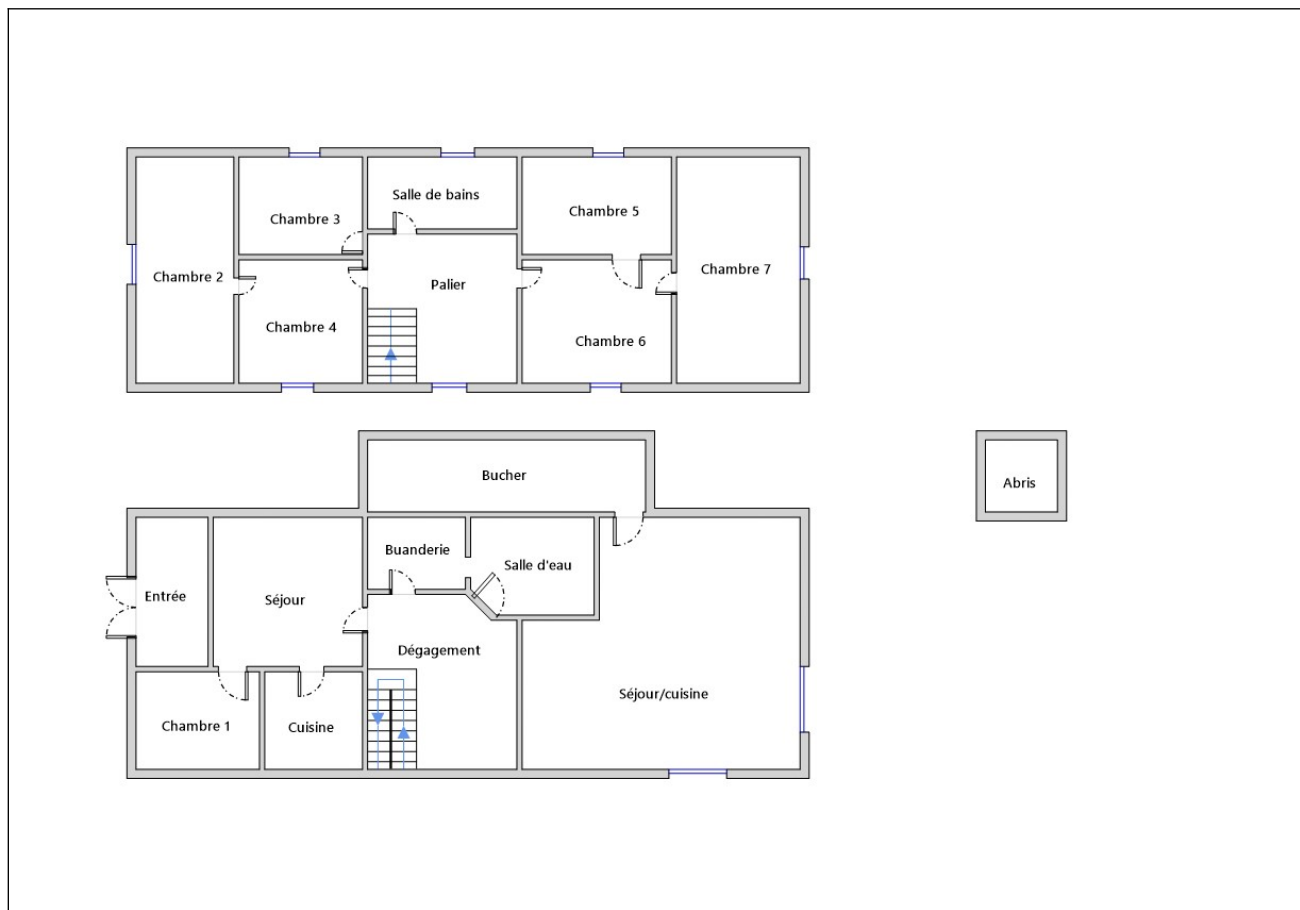 Salle de bains
Chambre 3
Chambre 5
Chambre 2
Chambre 7
Palier
Chambre 4
Chambre 6
Bucher
Abris
Buanderie
Salle d'eau
Entrée
Séjour
Dégagement
Séjour/cuisine
Chambre 1
Cuisine